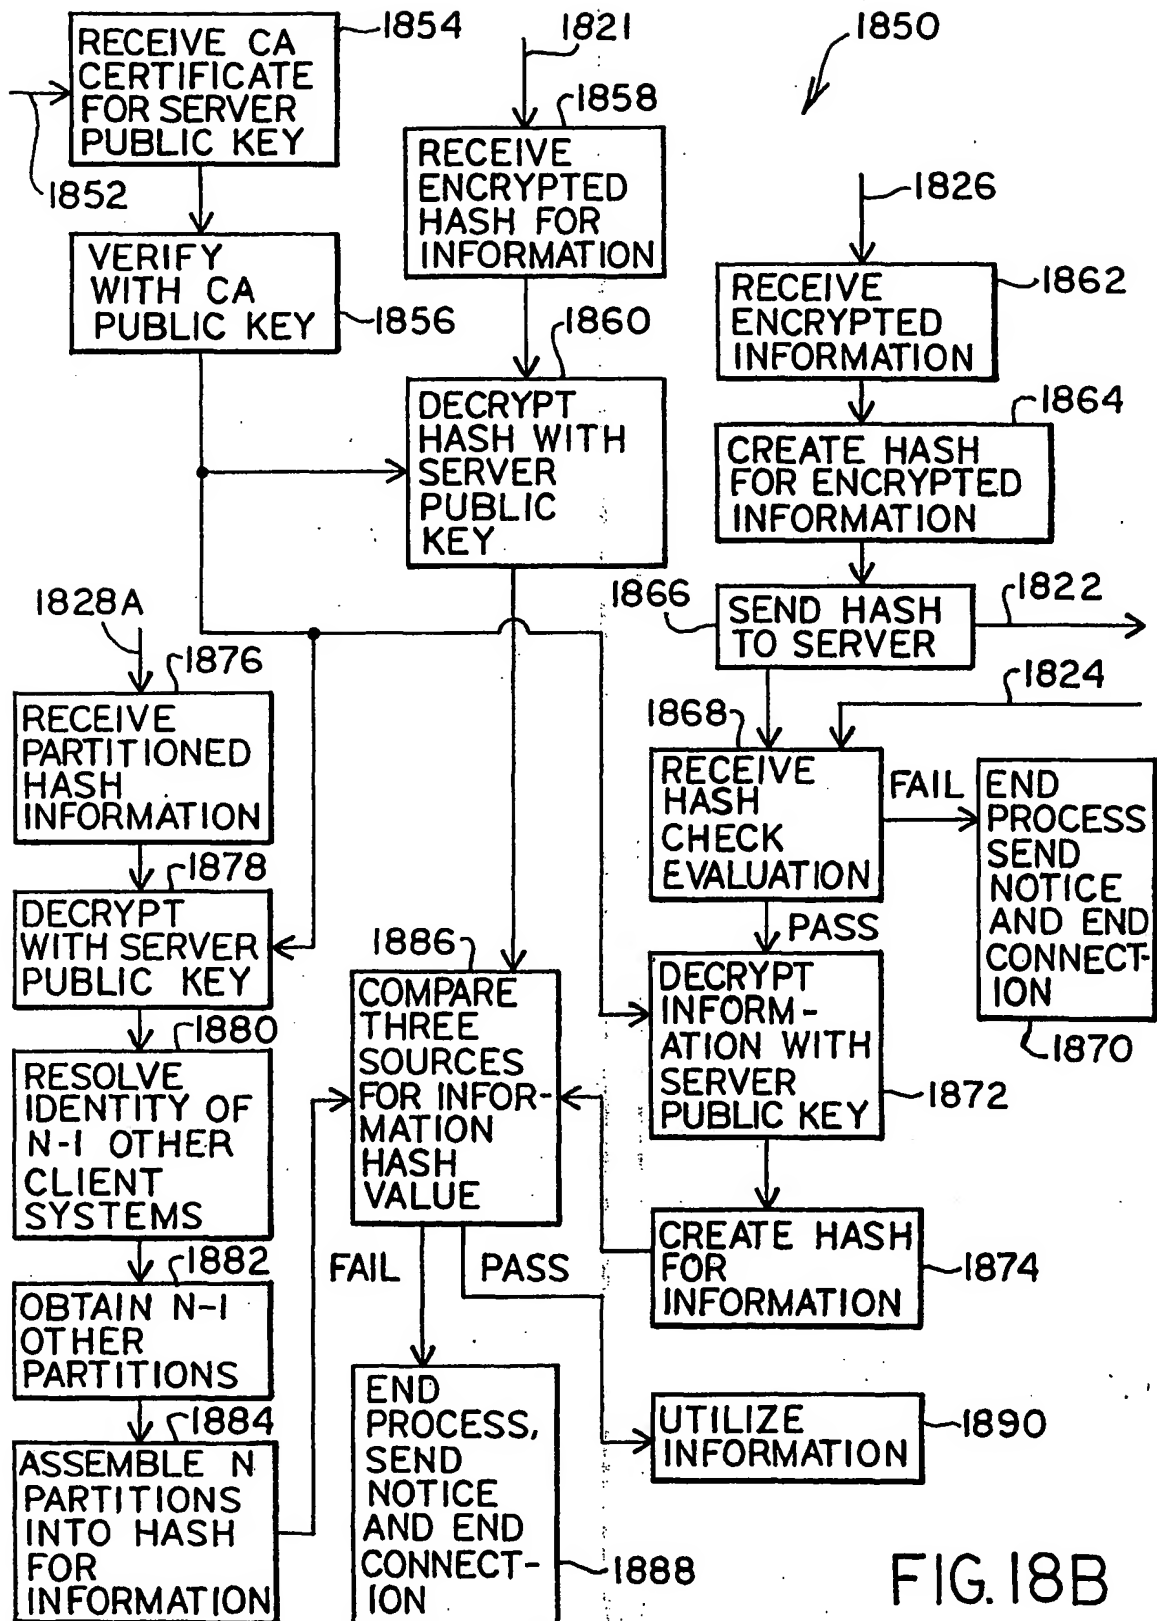 1854
RECEIVE CA
CERTIFICATE
FOR SERVER
PUBLIC KEY
1852
VERIFY
WITH CA
PUBLIC KEY
1856
1821
1858
RECEIVE
ENCRYPTED
HASH FOR
INFORMATION
1860
DECRYPT
HASH WITH
SERVER
PUBLIC
KEY
1850
1826
1862
RECEIVE
ENCRYPTED
INFORMATION
1864
CREATE HASH
FOR ENCRYPTED
INFORMATION
1866
SEND HASH
TO SERVER
1822
1824
1868
RECEIVE
HASH
CHECK
EVALUATION
FAIL
END
PROCESS
SEND
NOTICE
AND END
CONNECT-
ION
1870
PASS
DECRYPT
INFORM-
ATION WITH
SERVER
PUBLIC KEY
1872
CREATE HASH
FOR
INFORMATION
1874
1828A
1876
RECEIVE
PARTITIONED
HASH
INFORMATION
1878
DECRYPT
WITH SERVER
PUBLIC KEY
1880
RESOLVE
IDENTITY OF
N-1 OTHER
CLIENT
SYSTEMS
1882
OBTAIN N-1
OTHER
PARTITIONS
1884
ASSEMBLE N
PARTITIONS
INTO HASH
FOR
INFORMATION
1886
COMPARE
THREE
SOURCES
FOR INFOR-
MATION
HASH
VALUE
FAIL
PASS
END
PROCESS,
SEND
NOTICE
AND END
CONNECT-
ION
1888
UTILIZE
INFORMATION
1890
FIG. 18B